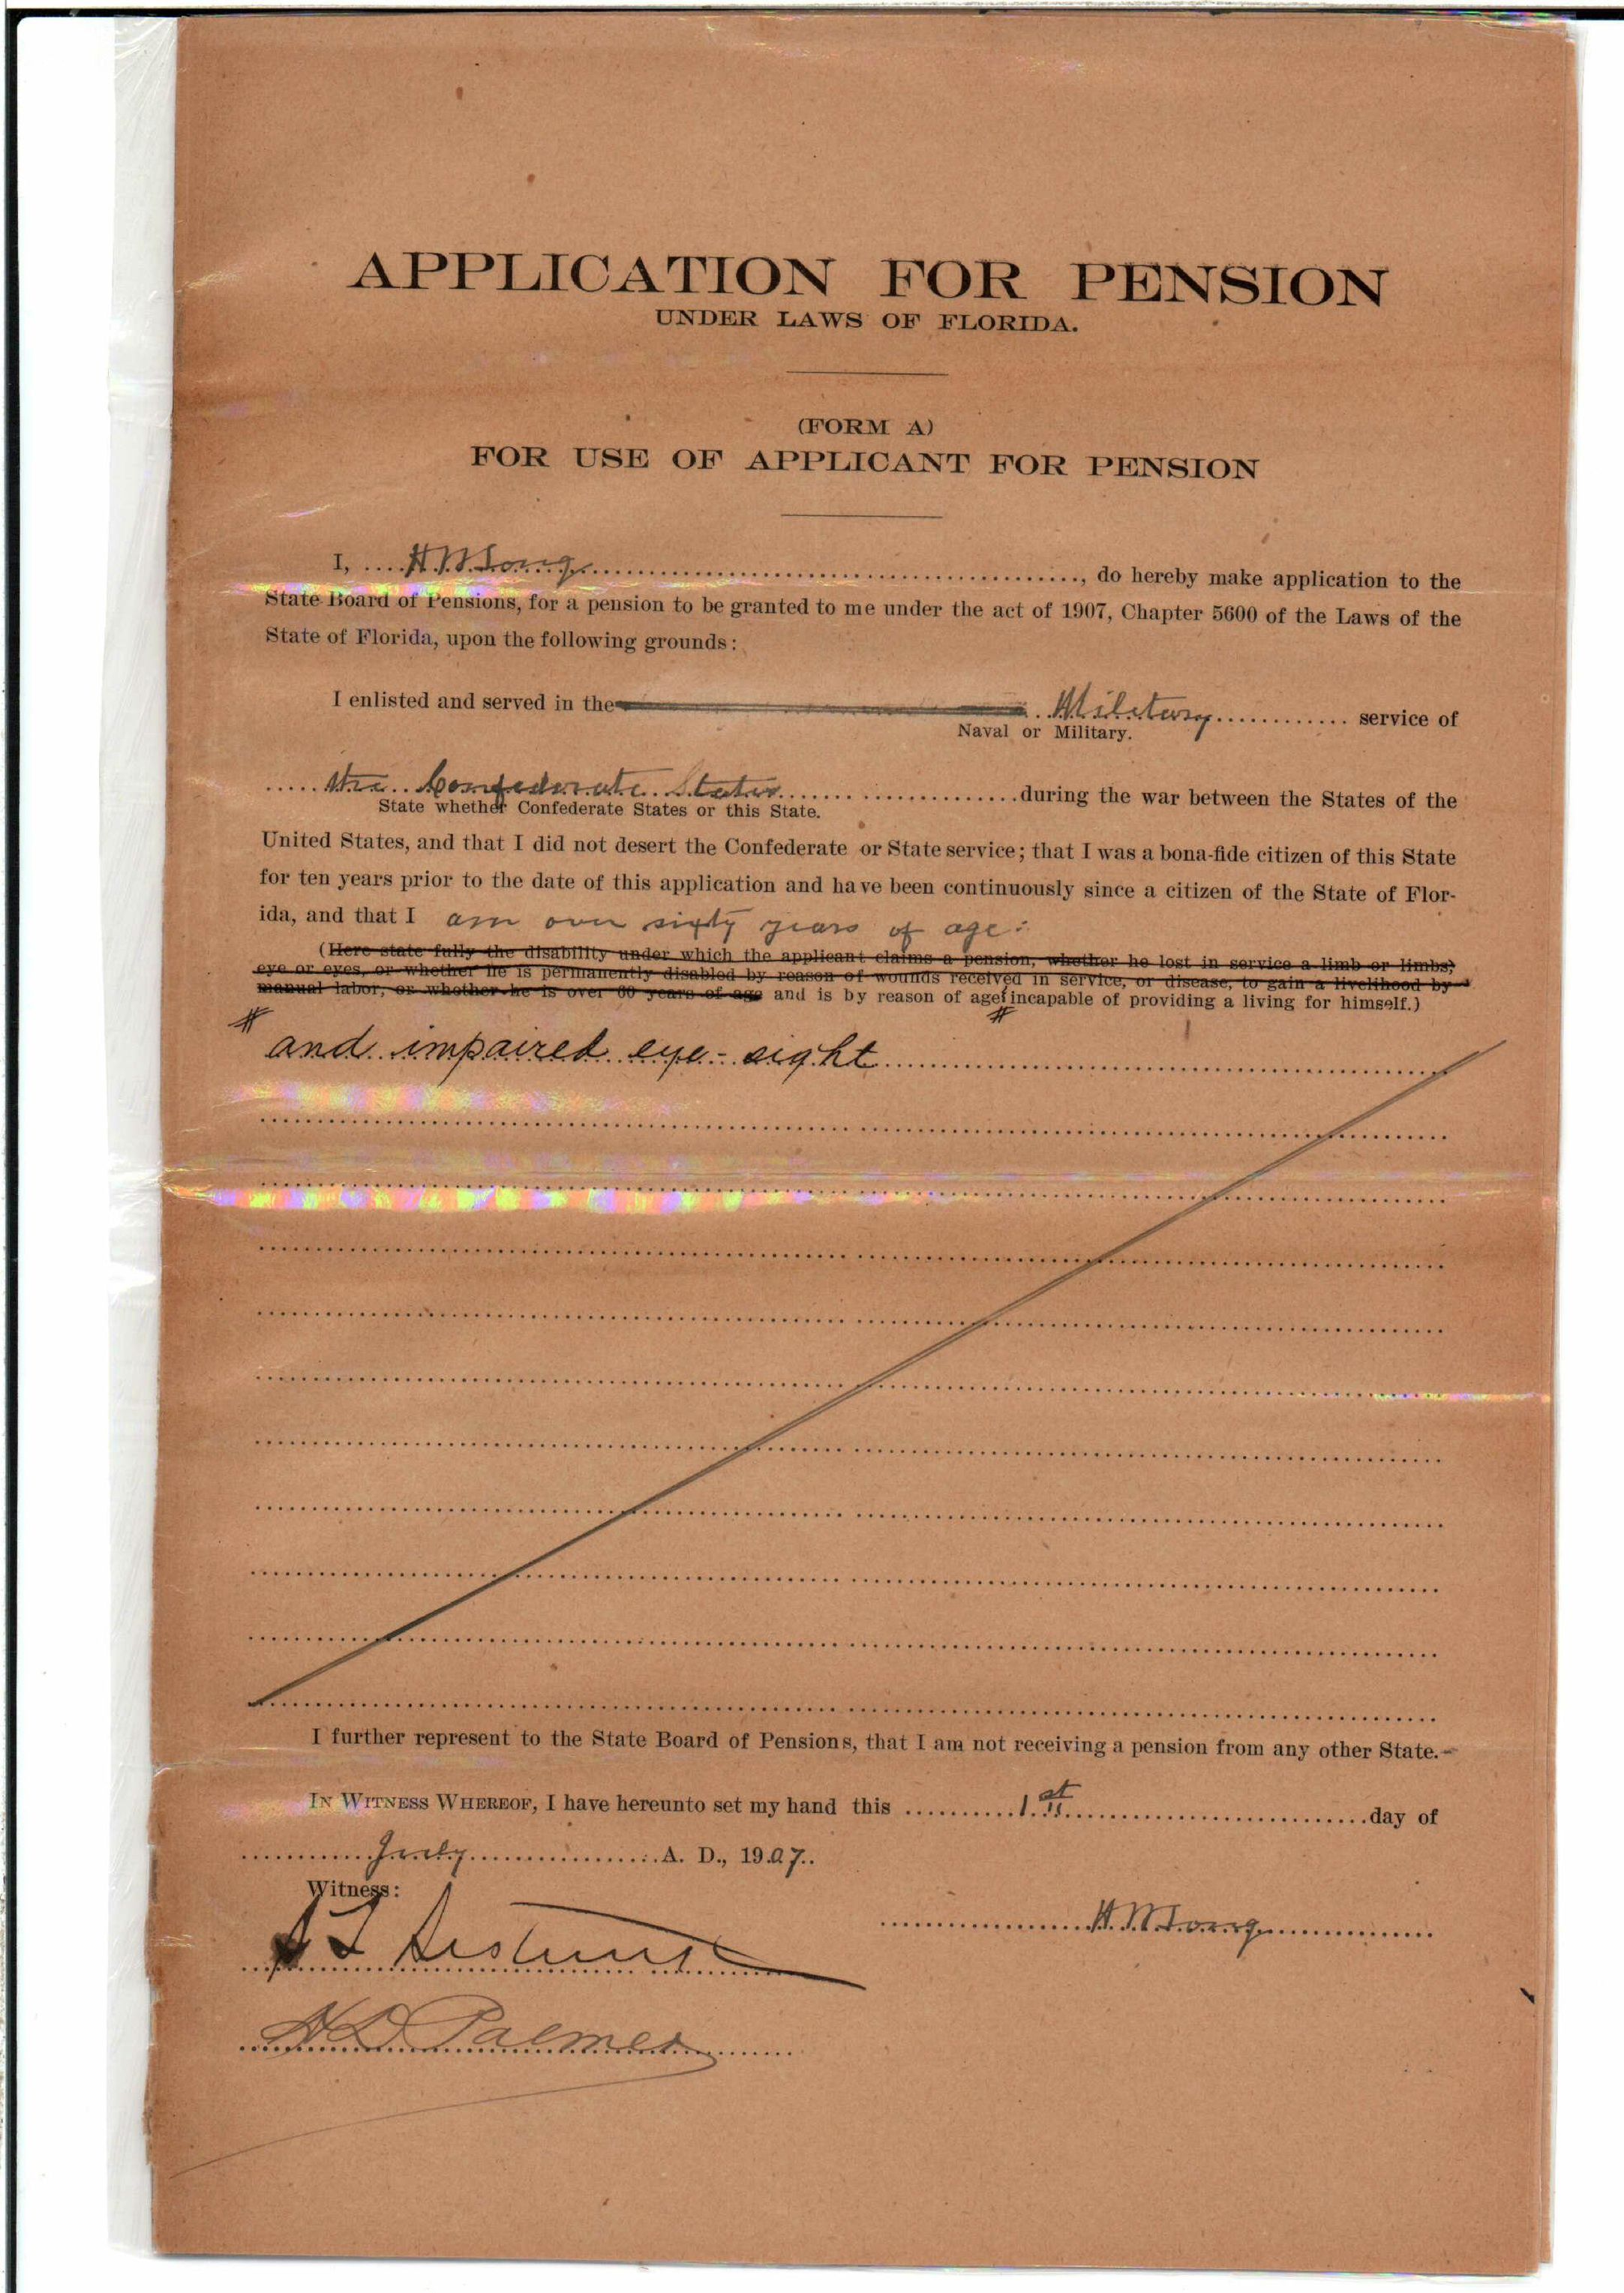 APPLICATION FOR PENSION
UNDER LAWS OF FLORIDA.
(FORM A)
FOR USE OF APPLICANT FOR PENSION
I, ....H. W. Long............, do hereby make application to the
State Board of Pensions, for a pension to be granted to me under the act of 1907, Chapter 5600 of the Laws of the
State of Florida, upon the following grounds:
I enlisted and served in the Military............ service of
Naval or Military.
.....the Confederate States............during the war between the States of the
State whether Confederate States or this State.
United States, and that I did not desert the Confederate or State service; that I was a bona-fide citizen of this State
for ten years prior to the date of this application and have been continuously since a citizen of the State of Flor-
ida, and that I am over sixty years of age:
(Here state fully the disability under which the applicant claims a pension, whether he lost in service a limb or limbs,
eye or eyes, or whether he is permanently disabled by reason of wounds received in service, or disease, to gain a livelihood by
manual labor, or whether he is over 60 years of age and is by reason of age incapable of providing a living for himself.)
# #
and impaired eye-sight
I further represent to the State Board of Pensions, that I am not receiving a pension from any other State.-
In Witness Whereof, I have hereunto set my hand this ..........1st..........day of
..........July..........A. D., 1907..
Witness:
H. W. Long
H D Palmer